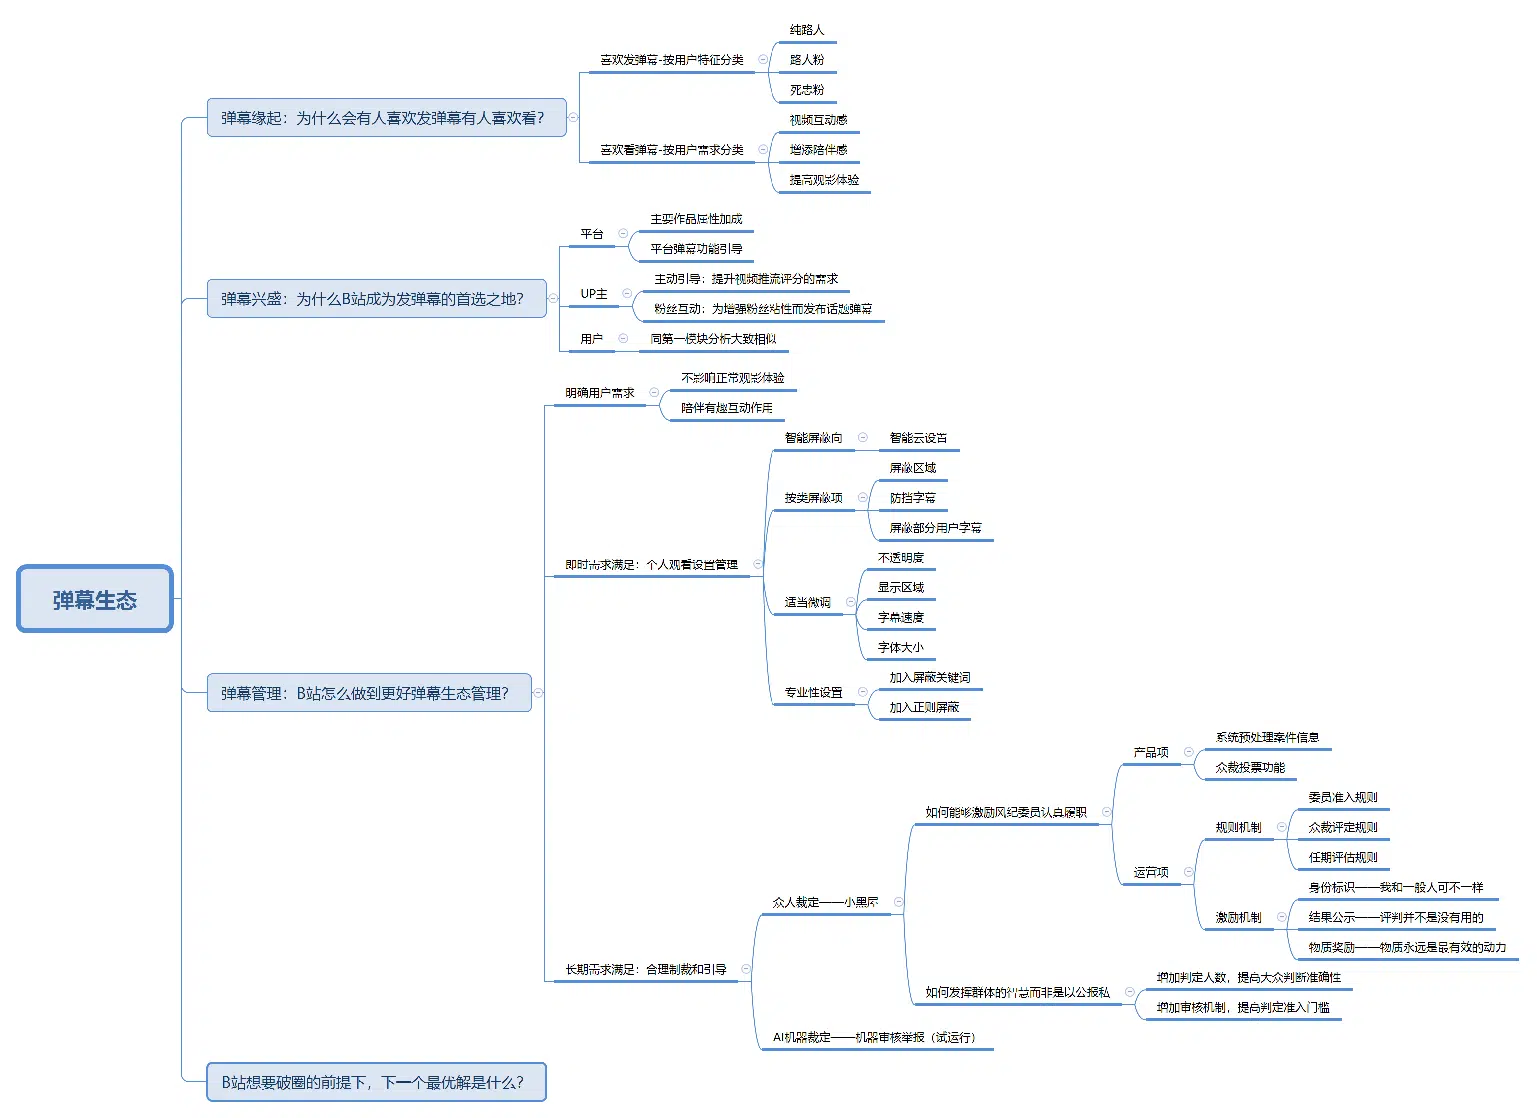 弹幕生态
弹幕缘起：为什么会有人喜欢发弹幕有人喜欢看？
喜欢发弹幕-按用户特征分类
纯路人
路人粉
死忠粉
喜欢看弹幕-按用户需求分类
视频互动感
增添陪伴感
提高观影体验
弹幕兴盛：为什么B站成为发弹幕的首选之地？
平台
主要作品属性加成
平台弹幕功能引导
UP主
主动引导：提升视频推流评分的需求
粉丝互动：为增强粉丝粘性而发布话题弹幕
用户
同第一模块分析大致相似
弹幕管理：B站怎么做到更好弹幕生态管理？
明确用户需求
不影响正常观影体验
陪伴有趣互动作用
即时需求满足：个人观看设置管理
智能屏蔽向
智能云设置
按类屏蔽项
屏蔽区域
防挡字幕
屏蔽部分用户字幕
适当微调
不透明度
显示区域
字幕速度
字体大小
专业性设置
加入屏蔽关键词
加入正则屏蔽
长期需求满足：合理制裁和引导
众人裁定——小黑屋
如何能够激励风纪委员认真履职
产品项
系统预处理案件信息
众裁投票功能
运营项
规则机制
委员准入规则
众裁评定规则
任期评估规则
激励机制
身份标识——我和一般人可不一样
结果公示——评判并不是没有用的
物质奖励——物质永远是最有效的动力
如何发挥群体的智慧而非是以公报私
增加判定人数，提高大众判断准确性
增加审核机制，提高判定准入门槛
AI机器裁定——机器审核举报（试运行）
B站想要破圈的前提下，下一个最优解是什么？